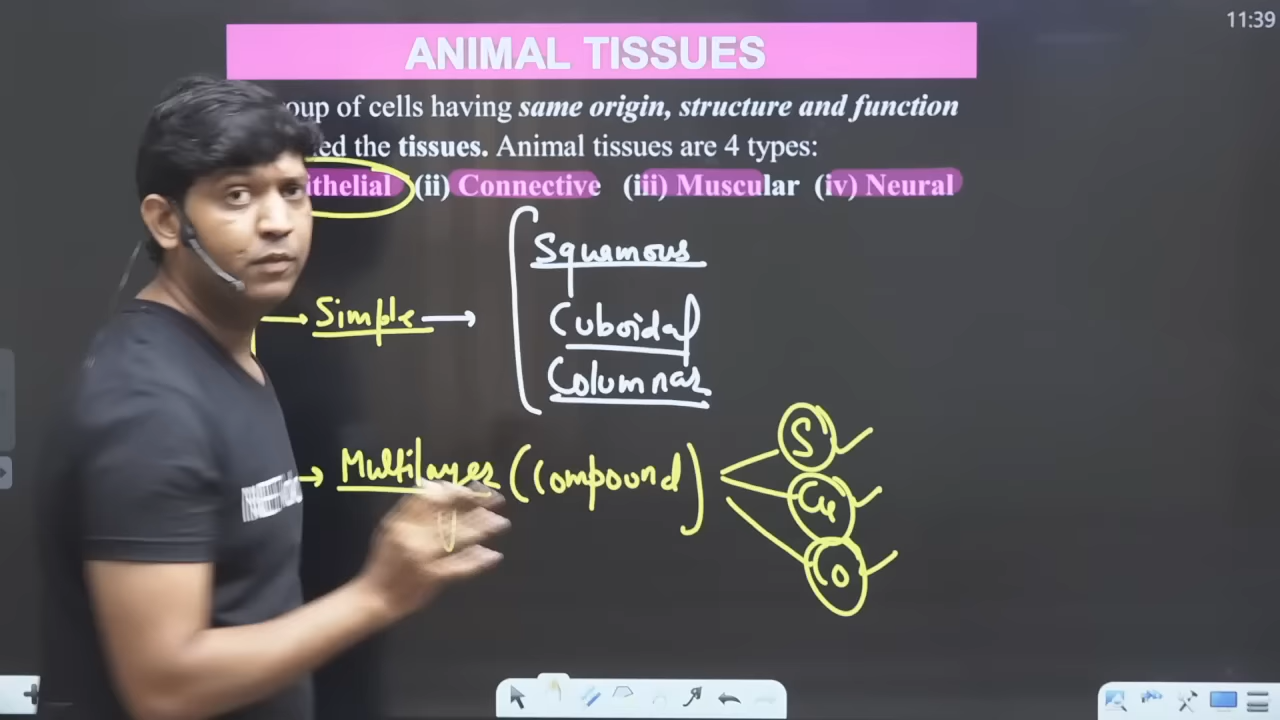 11:39
ANIMAL TISSUES
oup of cells having same origin, structure and function
ed the tissues. Animal tissues are 4 types:
ithelial (ii) Connective (iii) Muscular (iv) Neural
Squamous
Simple
Cuboidal
Columnar
S
Multilayer (Compound)
Cu
Co